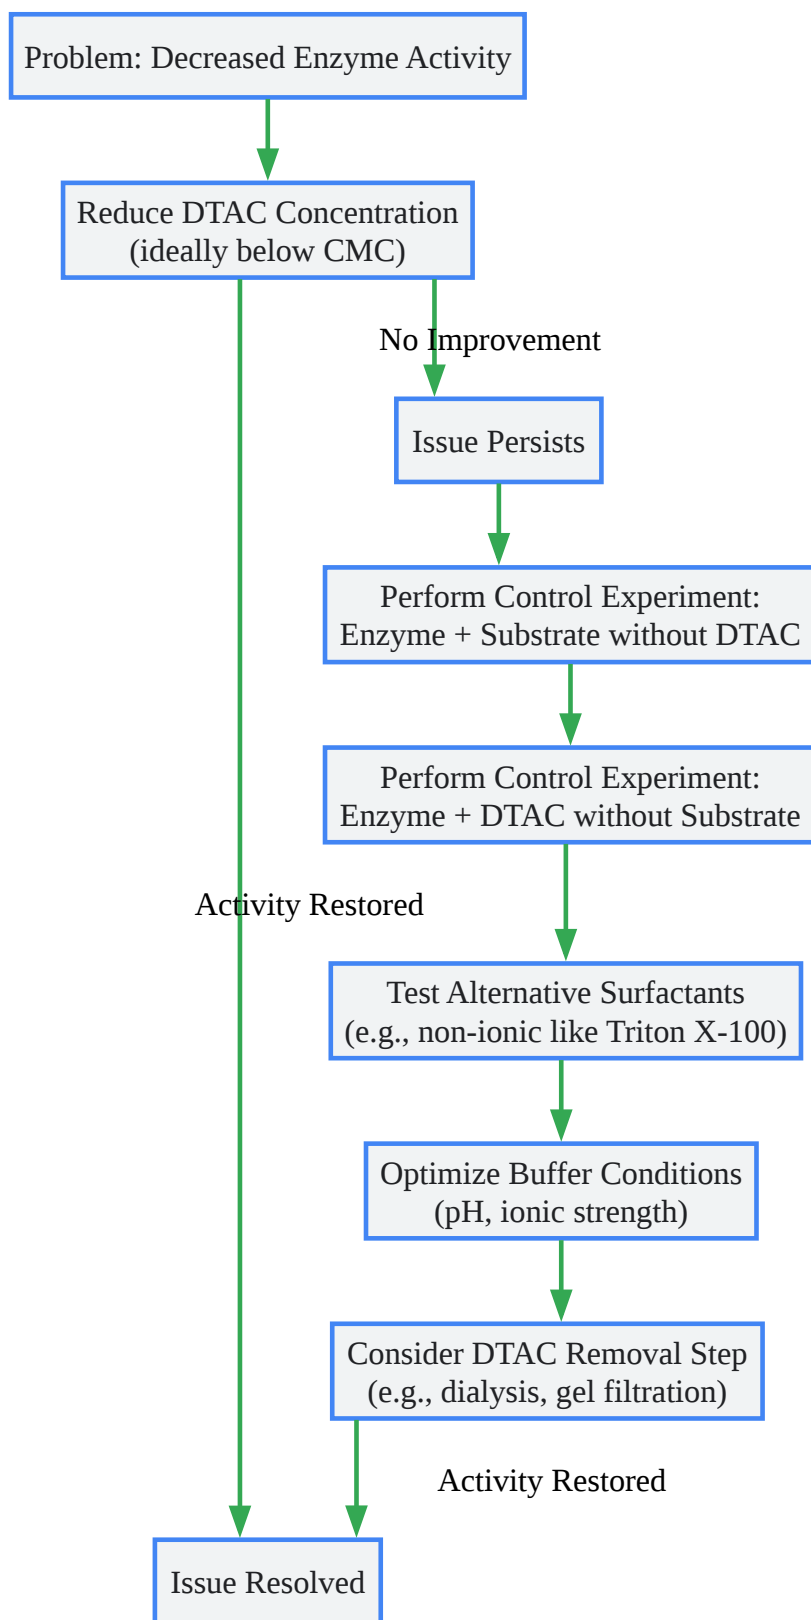 Problem: Decreased Enzyme Activity
Reduce DTAC Concentration
(ideally below CMC)
No Improvement
Issue Persists
Perform Control Experiment:
Enzyme + Substrate without DTAC
Perform Control Experiment:
Enzyme + DTAC without Substrate
Activity Restored
Test Alternative Surfactants
(e.g., non-ionic like Triton X-100)
Optimize Buffer Conditions
(pH, ionic strength)
Consider DTAC Removal Step
(e.g., dialysis, gel filtration)
Activity Restored
Issue Resolved